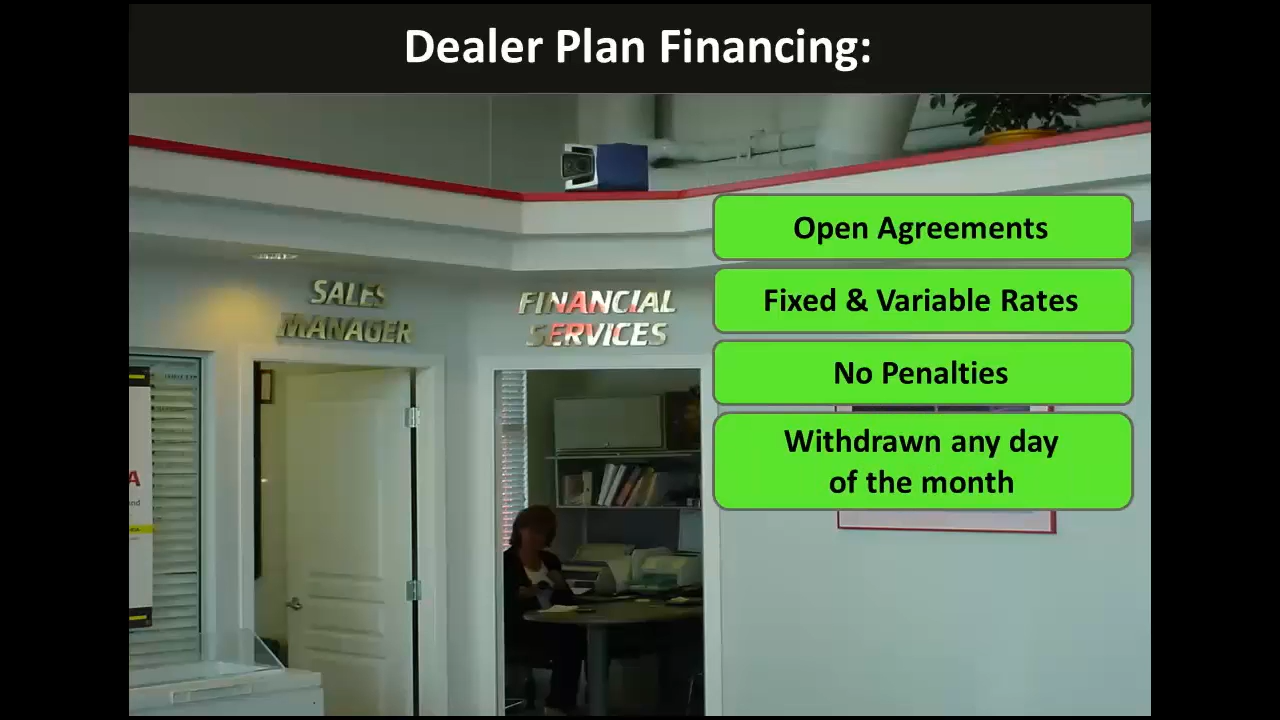 Dealer Plan Financing:
SALES
MANAGER
FINANCIAL
SERVICES
Open Agreements
Fixed & Variable Rates
No Penalties
Withdrawn any day
of the month